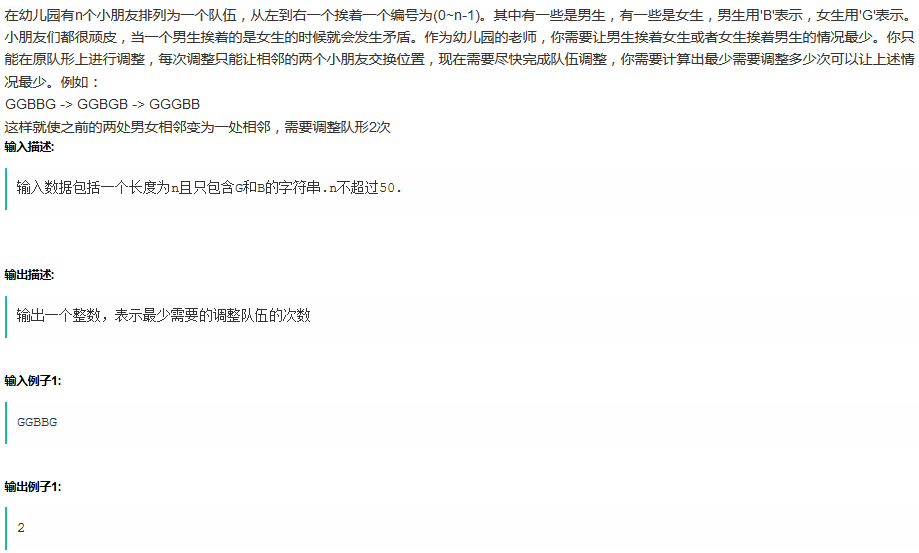 在幼儿园有n个小朋友排列为一个队伍，从左到右一个挨着一个编号为(0~n-1)。其中有一些是男生，有一些是女生，男生用'B'表示，女生用'G'表示。
小朋友们都很顽皮，当一个男生挨着的是女生的时候就会发生矛盾。作为幼儿园的老师，你需要让男生挨着女生或者女生挨着男生的情况最少。你只
能在原队形上进行调整，每次调整只能让相邻的两个小朋友交换位置，现在需要尽快完成队伍调整，你需要计算出最少需要调整多少次可以让上述情
况最少。例如：
GGBBG -> GGBGB -> GGGBB
这样就使之前的两处男女相邻变为一处相邻，需要调整队形2次
输入描述:
输入数据包括一个长度为n且只包含G和B的字符串.n不超过50.
输出描述:
输出一个整数，表示最少需要的调整队伍的次数
输入例子1:
GGBBG
输出例子1:
2